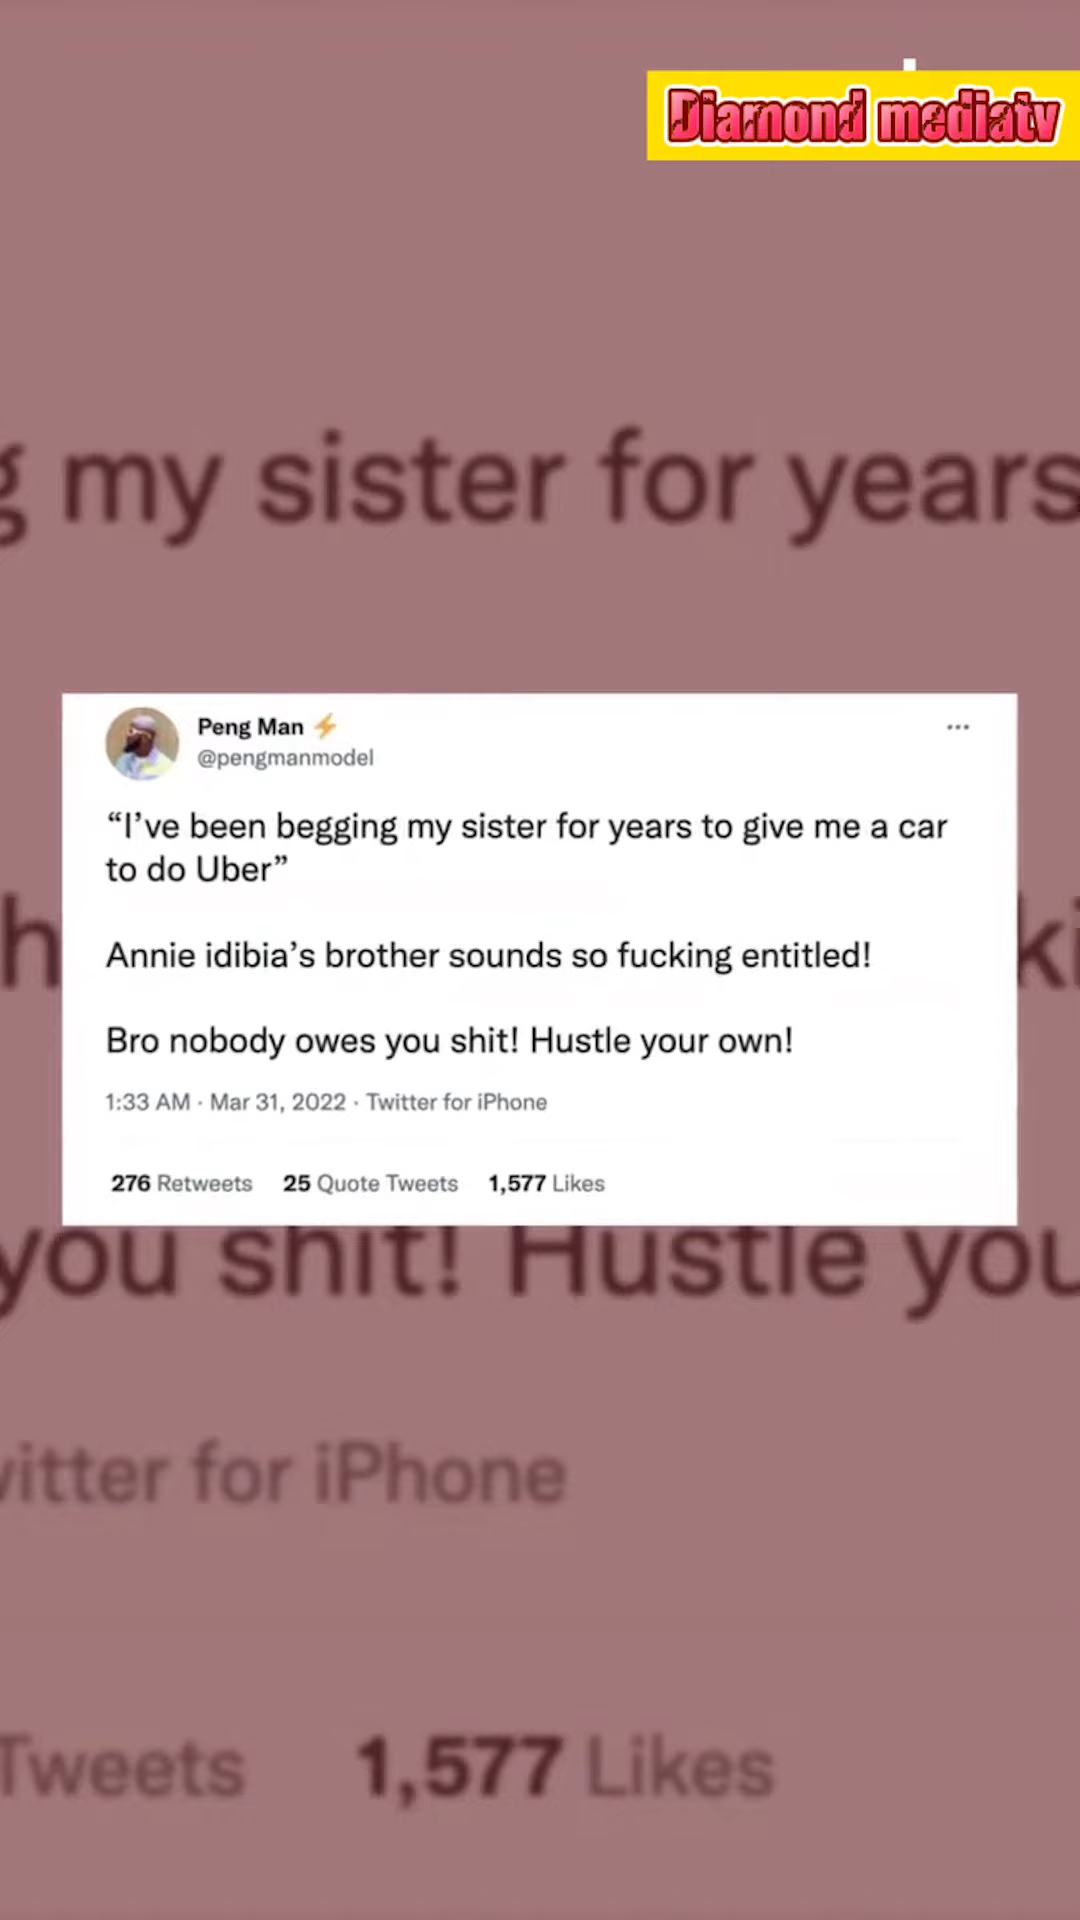 Diamond mediatv
g my sister for years
Peng Man⚡
@pengmanmodel
“I’ve been begging my sister for years to give me a car
to do Uber”
Annie idibia’s brother sounds so fucking entitled!
Bro nobody owes you shit! Hustle your own!
1:33 AM · Mar 31, 2022 · Twitter for iPhone
276 Retweets 25 Quote Tweets 1,577 Likes
you shit! Hustle you
witter for iPhone
Tweets 1,577 Likes